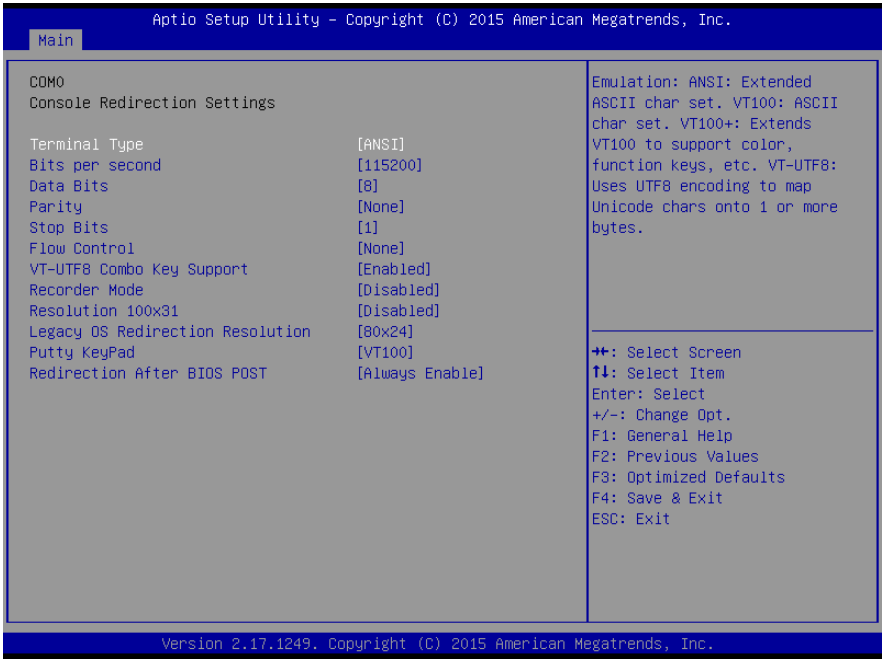 Aptio Setup Utility – Copyright (C) 2015 American Megatrends, Inc.
Main
COM0
Console Redirection Settings
Terminal Type [ANSI]
Bits per second [115200]
Data Bits [8]
Parity [None]
Stop Bits [1]
Flow Control [None]
VT-UTF8 Combo Key Support [Enabled]
Recorder Mode [Disabled]
Resolution 100x31 [Disabled]
Legacy OS Redirection Resolution [80x24]
Putty KeyPad [VT100]
Redirection After BIOS POST [Always Enable]
Emulation: ANSI: Extended
ASCII char set. VT100: ASCII
char set. VT100+: Extends
VT100 to support color,
function keys, etc. VT-UTF8:
Uses UTF8 encoding to map
Unicode chars onto 1 or more
bytes.
→←: Select Screen
↑↓: Select Item
Enter: Select
+/-: Change Opt.
F1: General Help
F2: Previous Values
F3: Optimized Defaults
F4: Save & Exit
ESC: Exit
Version 2.17.1249. Copyright (C) 2015 American Megatrends, Inc.